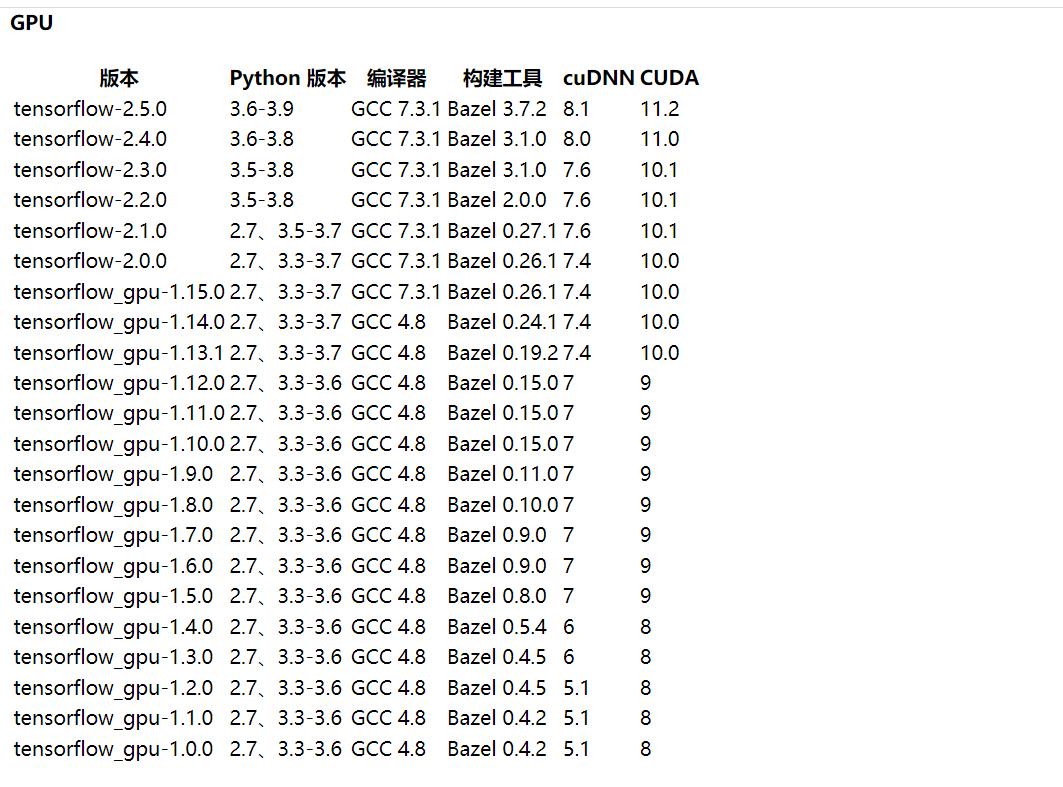 GPU
版本 Python 版本 编译器 构建工具 cuDNN CUDA
tensorflow-2.5.0 3.6-3.9 GCC 7.3.1 Bazel 3.7.2 8.1 11.2
tensorflow-2.4.0 3.6-3.8 GCC 7.3.1 Bazel 3.1.0 8.0 11.0
tensorflow-2.3.0 3.5-3.8 GCC 7.3.1 Bazel 3.1.0 7.6 10.1
tensorflow-2.2.0 3.5-3.8 GCC 7.3.1 Bazel 2.0.0 7.6 10.1
tensorflow-2.1.0 2.7、3.5-3.7 GCC 7.3.1 Bazel 0.27.1 7.6 10.1
tensorflow-2.0.0 2.7、3.3-3.7 GCC 7.3.1 Bazel 0.26.1 7.4 10.0
tensorflow_gpu-1.15.0 2.7、3.3-3.7 GCC 7.3.1 Bazel 0.26.1 7.4 10.0
tensorflow_gpu-1.14.0 2.7、3.3-3.7 GCC 4.8 Bazel 0.24.1 7.4 10.0
tensorflow_gpu-1.13.1 2.7、3.3-3.7 GCC 4.8 Bazel 0.19.2 7.4 10.0
tensorflow_gpu-1.12.0 2.7、3.3-3.6 GCC 4.8 Bazel 0.15.0 7 9
tensorflow_gpu-1.11.0 2.7、3.3-3.6 GCC 4.8 Bazel 0.15.0 7 9
tensorflow_gpu-1.10.0 2.7、3.3-3.6 GCC 4.8 Bazel 0.15.0 7 9
tensorflow_gpu-1.9.0 2.7、3.3-3.6 GCC 4.8 Bazel 0.11.0 7 9
tensorflow_gpu-1.8.0 2.7、3.3-3.6 GCC 4.8 Bazel 0.10.0 7 9
tensorflow_gpu-1.7.0 2.7、3.3-3.6 GCC 4.8 Bazel 0.9.0 7 9
tensorflow_gpu-1.6.0 2.7、3.3-3.6 GCC 4.8 Bazel 0.9.0 7 9
tensorflow_gpu-1.5.0 2.7、3.3-3.6 GCC 4.8 Bazel 0.8.0 7 9
tensorflow_gpu-1.4.0 2.7、3.3-3.6 GCC 4.8 Bazel 0.5.4 6 8
tensorflow_gpu-1.3.0 2.7、3.3-3.6 GCC 4.8 Bazel 0.4.5 6 8
tensorflow_gpu-1.2.0 2.7、3.3-3.6 GCC 4.8 Bazel 0.4.5 5.1 8
tensorflow_gpu-1.1.0 2.7、3.3-3.6 GCC 4.8 Bazel 0.4.2 5.1 8
tensorflow_gpu-1.0.0 2.7、3.3-3.6 GCC 4.8 Bazel 0.4.2 5.1 8